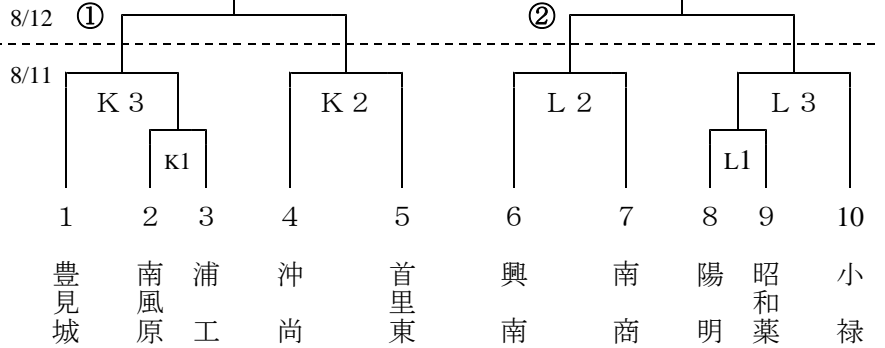 8/12 ① ②
8/11
Ｋ３ Ｋ２ Ｌ２ Ｌ３
K1 L1
１ ２ ３ ４ ５ ６ ７ ８ ９ 10
豊見城 南風原 浦工 沖尚 首里東 興南 南商 陽明 昭和薬 小禄